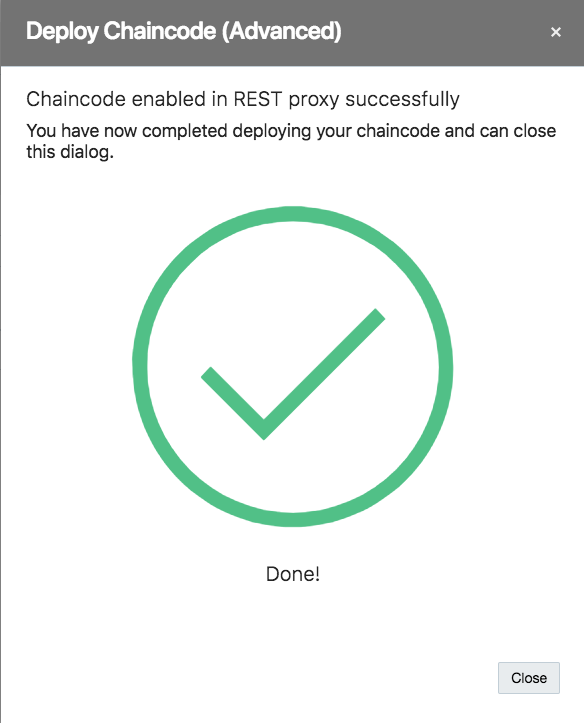 Deploy Chaincode (Advanced)
×
Chaincode enabled in REST proxy successfully
You have now completed deploying your chaincode and can close
this dialog.
Done!
Close